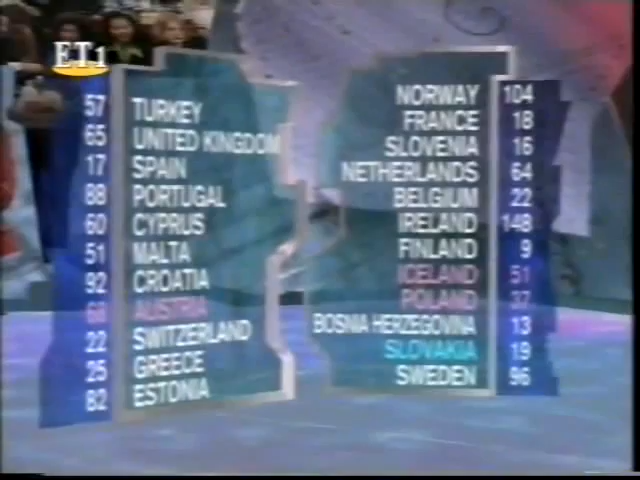 ET1
57 TURKEY
65 UNITED KINGDOM
17 SPAIN
88 PORTUGAL
60 CYPRUS
51 MALTA
92 CROATIA
68 AUSTRIA
22 SWITZERLAND
25 GREECE
82 ESTONIA
NORWAY 104
FRANCE 18
SLOVENIA 16
NETHERLANDS 64
BELGIUM 22
IRELAND 148
FINLAND 9
ICELAND 51
POLAND 37
BOSNIA HERZEGOVINA 13
SLOVAKIA 19
SWEDEN 96